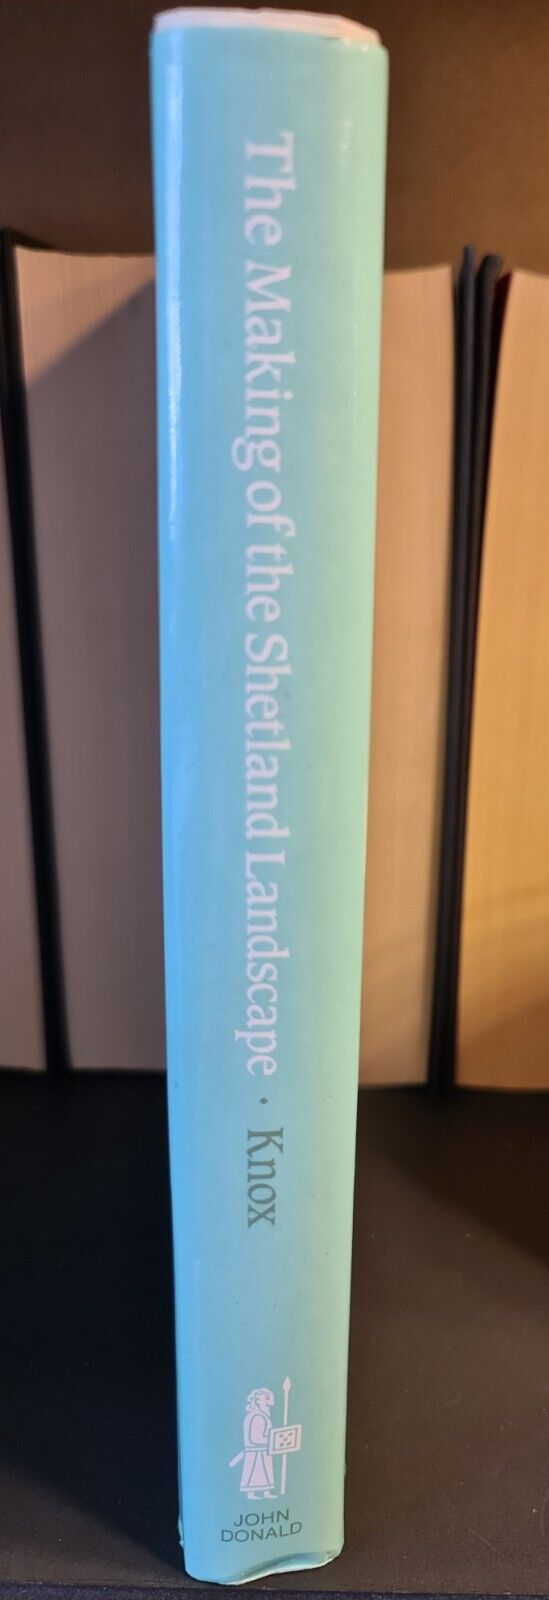 The Making of the Shetland Landscape · Knox
JOHN
DONALD